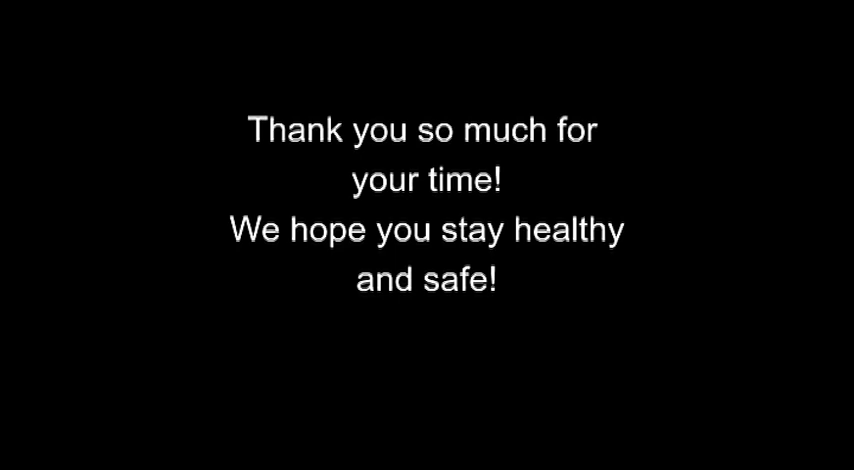 Thank you so much for
your time!
We hope you stay healthy
and safe!